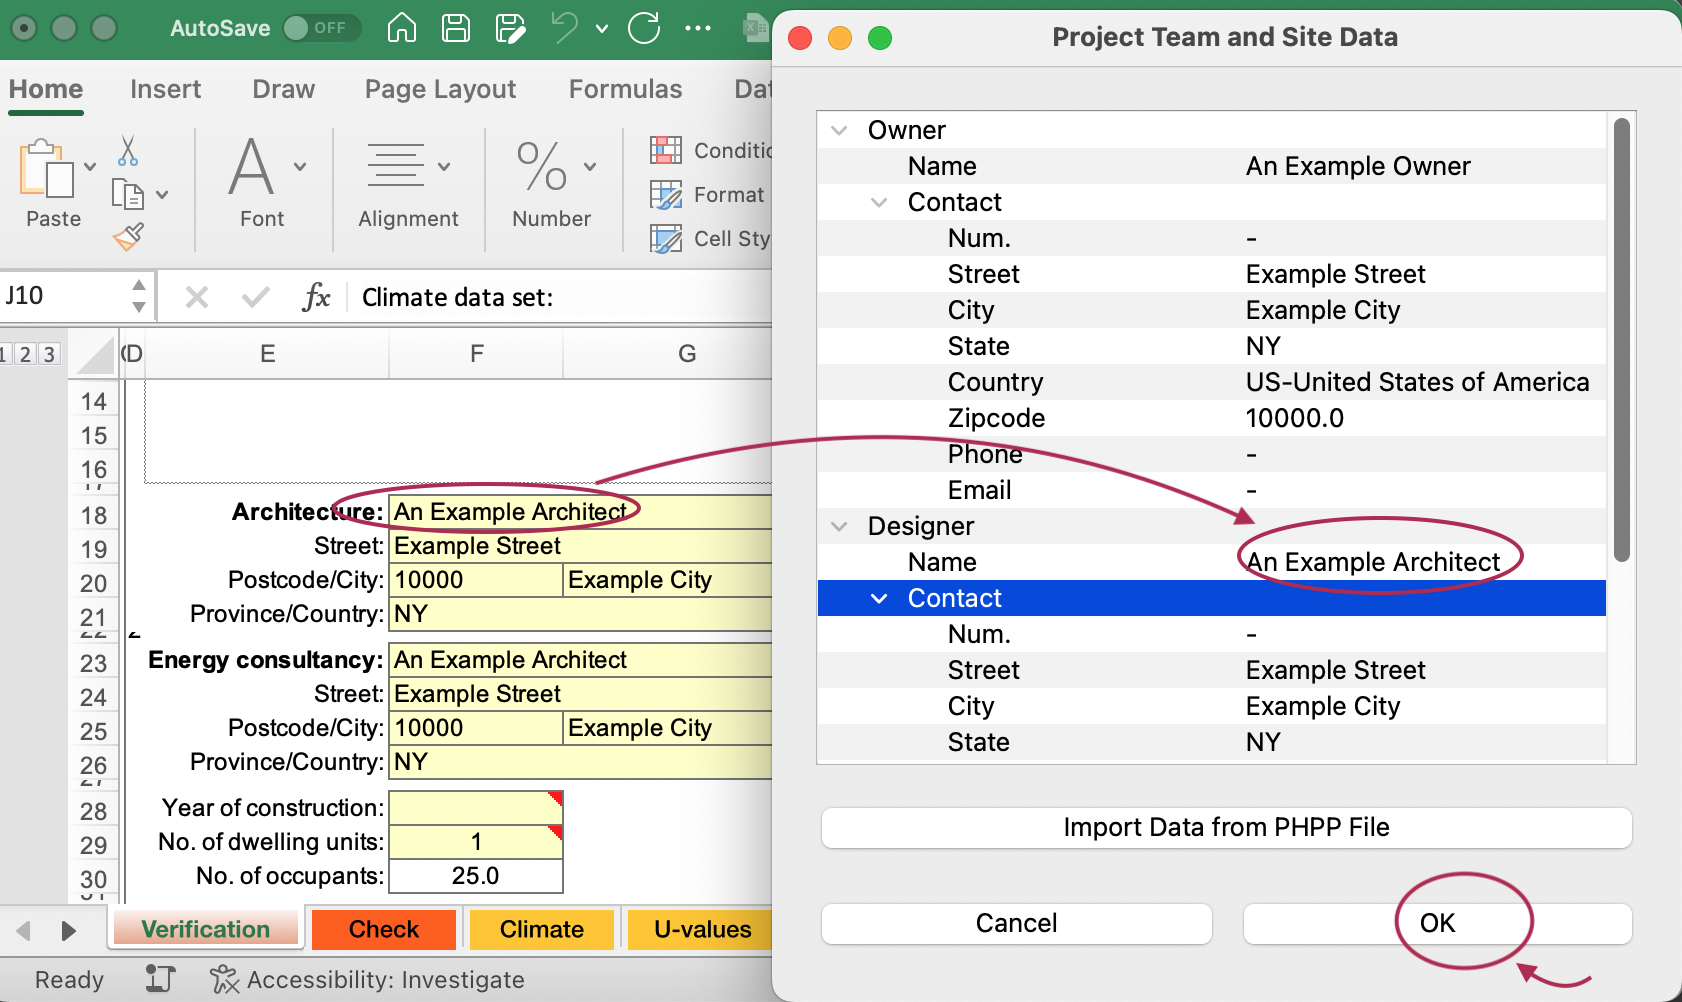 AutoSave OFF
Home Insert Draw Page Layout Formulas
Paste
Font
Alignment
%
Number
Format
J10
fx Climate data set:
1 2 3
D E F G
14
15
16
18 Architecture: An Example Architect
19 Street: Example Street
20 Postcode/City: 10000 Example City
21 Province/Country: NY
23 Energy consultancy: An Example Architect
24 Street: Example Street
25 Postcode/City: 10000 Example City
26 Province/Country: NY
28 Year of construction:
29 No. of dwelling units: 1
30 No. of occupants: 25.0
Verification Check Climate U-values
Ready Accessibility: Investigate
Project Team and Site Data
Owner
Name An Example Owner
Contact
Num. -
Street Example Street
City Example City
State NY
Country US-United States of America
Zipcode 10000.0
Phone -
Email -
Designer
Name An Example Architect
Contact
Num. -
Street Example Street
City Example City
State NY
Import Data from PHPP File
Cancel OK